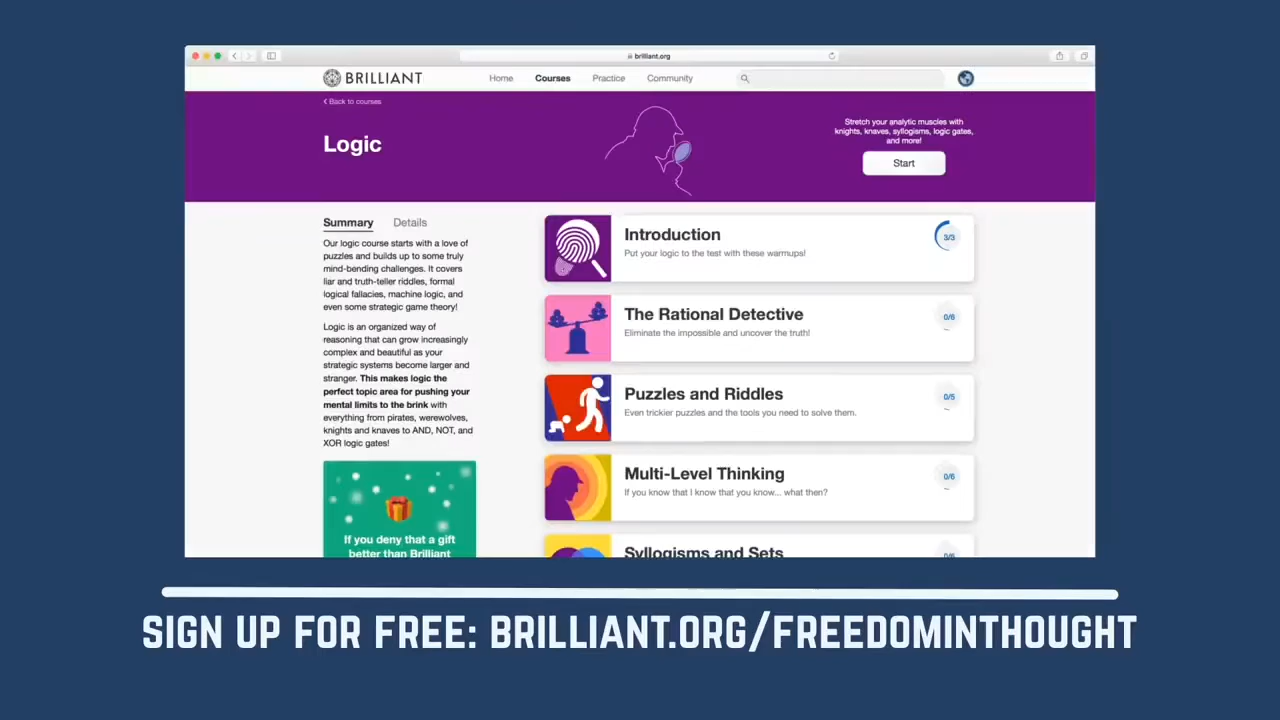 brilliant.org
BRILLIANT
Home
Courses
Practice
Community
Back to courses
Logic
Stretch your analytic muscles with
knights, knaves, syllogisms, logic gates,
and more!
Start
Summary
Details
Our logic course starts with a love of
puzzles and builds up to some truly
mind-bending challenges. It covers
liar and truth-teller riddles, formal
logical fallacies, machine logic, and
even some strategic game theory!
Logic is an organized way of
reasoning that can grow increasingly
complex and beautiful as your
strategic systems become larger and
stranger. This makes logic the
perfect topic area for pushing your
mental limits to the brink with
everything from pirates, werewolves,
knights and knaves to AND, NOT, and
XOR logic gates!
If you deny that a gift
better than Brilliant
Introduction
Put your logic to the test with these warmups!
3/3
The Rational Detective
Eliminate the impossible and uncover the truth!
0/6
Puzzles and Riddles
Even trickier puzzles and the tools you need to solve them.
0/5
Multi-Level Thinking
If you know that I know that you know... what then?
0/6
Syllogisms and Sets
0/6
SIGN UP FOR FREE: BRILLIANT.ORG/FREEDOMINTHOUGHT